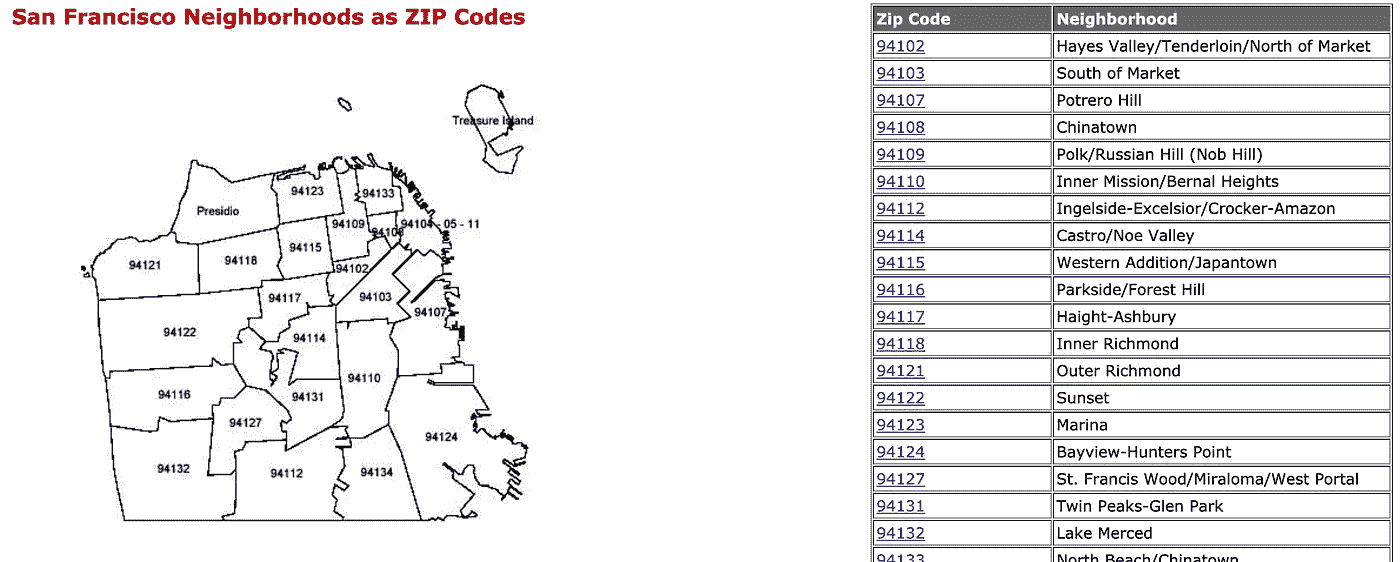 San Francisco Neighborhoods as ZIP Codes
Treasure Island
94123
94133
Presidio
94109
94104 - 05 - 11
94108
94115
94118
94121
94102
94117
94103
94107
94122
94114
94110
94116
94131
94127
94124
94132
94112
94134
Zip Code Neighborhood
94102 Hayes Valley/Tenderloin/North of Market
94103 South of Market
94107 Potrero Hill
94108 Chinatown
94109 Polk/Russian Hill (Nob Hill)
94110 Inner Mission/Bernal Heights
94112 Ingelside-Excelsior/Crocker-Amazon
94114 Castro/Noe Valley
94115 Western Addition/Japantown
94116 Parkside/Forest Hill
94117 Haight-Ashbury
94118 Inner Richmond
94121 Outer Richmond
94122 Sunset
94123 Marina
94124 Bayview-Hunters Point
94127 St. Francis Wood/Miraloma/West Portal
94131 Twin Peaks-Glen Park
94132 Lake Merced
94133 North Beach/Chinatown